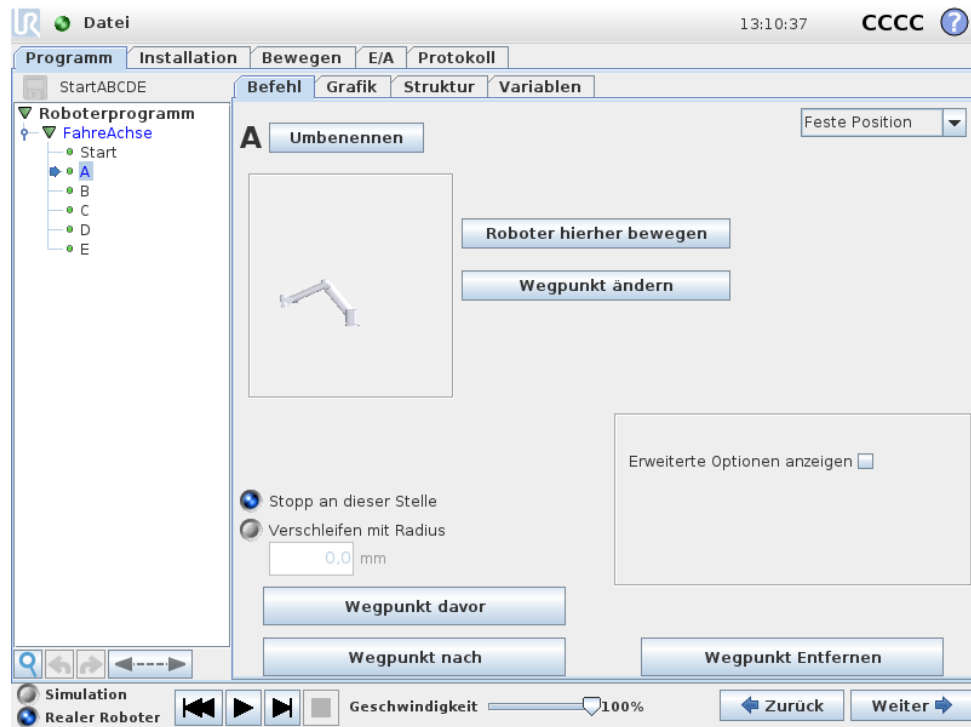 UR Datei 13:10:37 CCCC ?
Programm Installation Bewegen E/A Protokoll
StartABCDE Befehl Grafik Struktur Variablen
Roboterprogramm
FahreAchse
Start
A
B
C
D
E
A Umbenennen Feste Position
Roboter hierher bewegen
Wegpunkt ändern
Erweiterte Optionen anzeigen
Stopp an dieser Stelle
Verschleifen mit Radius
0,0 mm
Wegpunkt davor
Wegpunkt nach Wegpunkt Entfernen
Simulation
Realer Roboter
Geschwindigkeit 100% Zurück Weiter